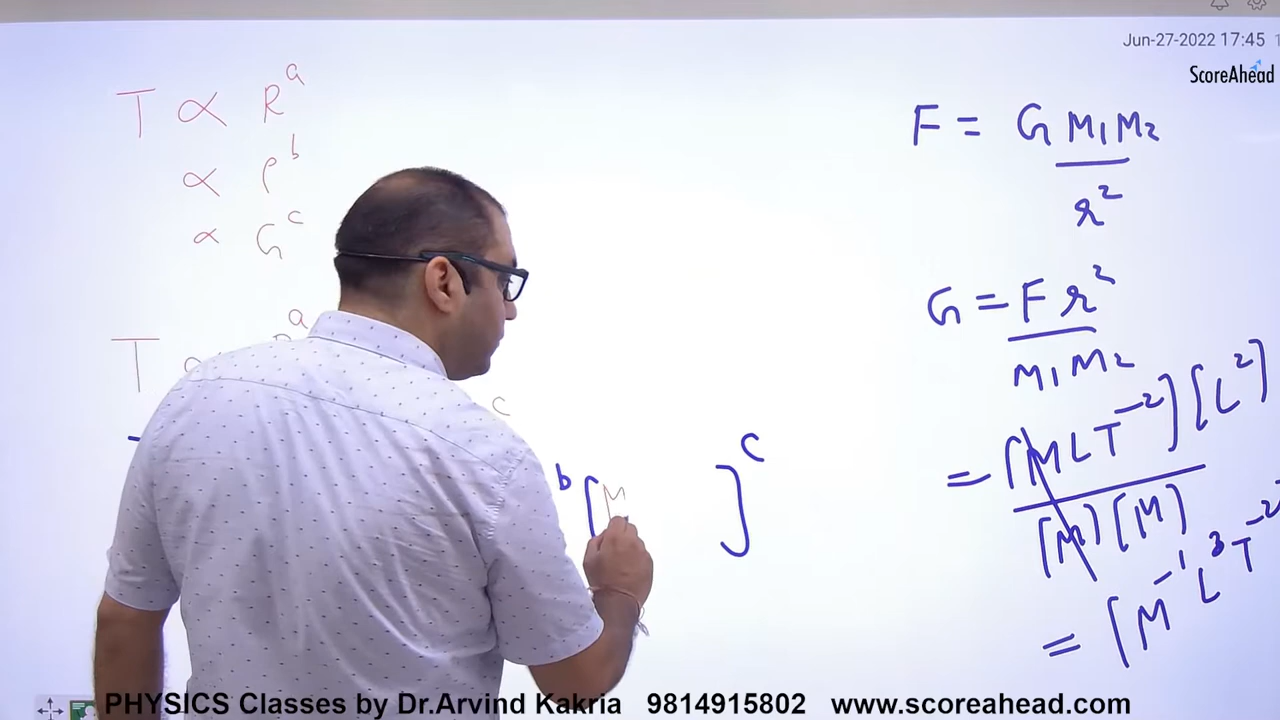 Jun-27-2022 17:45
ScoreAhead
T ∝ R^a
∝ ρ^b
∝ G^c
T ∝ R^a
c
b [M ]^c
F = G M₁M₂
r²
G = F r²
M₁M₂
= [MLT⁻²][L²]
[M][M]
= [M⁻¹L³T⁻²
PHYSICS Classes by Dr.Arvind Kakria 9814915802 www.scoreahead.com